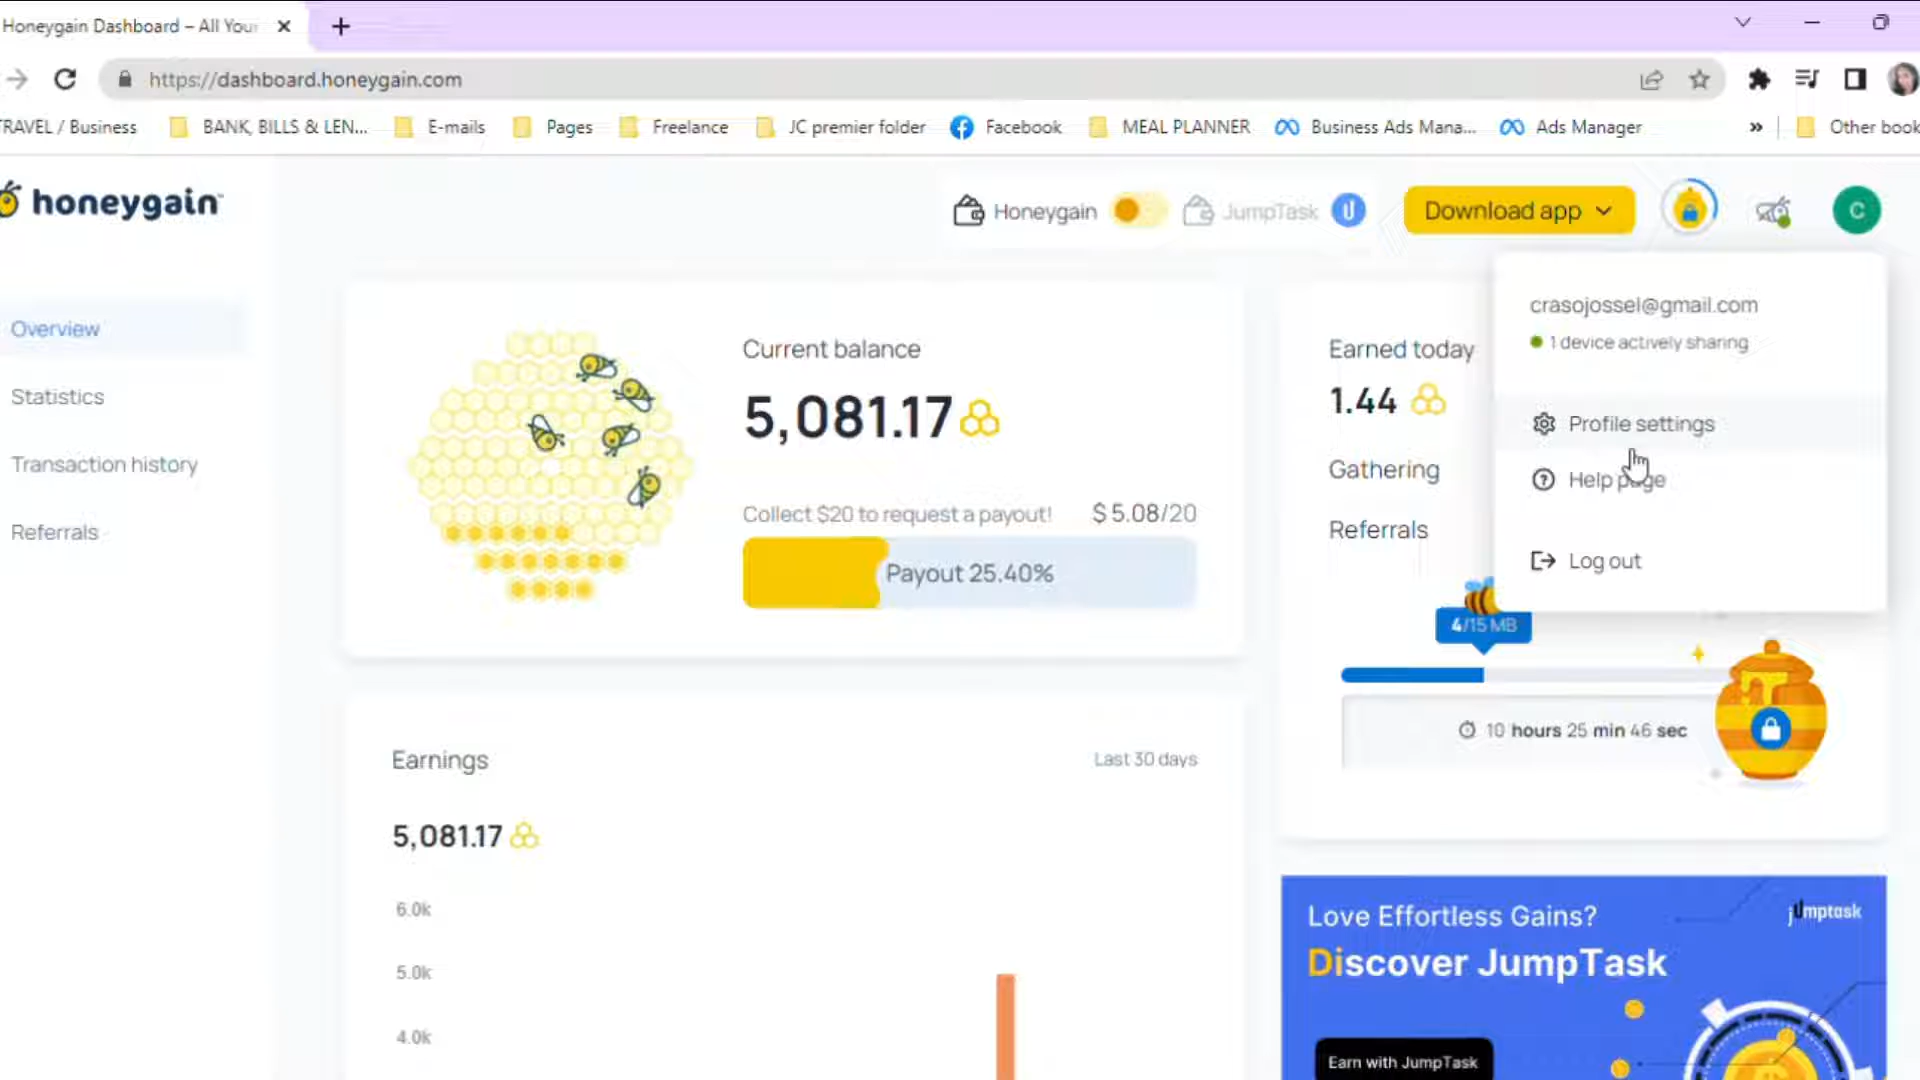 Honeygain Dashboard – All Your
https://dashboard.honeygain.com
TRAVEL / Business BANK, BILLS & LEN... E-mails Pages Freelance JC premier folder Facebook MEAL PLANNER Business Ads Mana... Ads Manager » Other book
honeygain™
Honeygain JumpTask Download app C
crasojossel@gmail.com
1 device actively sharing
Profile settings
Help page
Log out
Overview
Statistics
Transaction history
Referrals
Current balance
5,081.17
Collect $20 to request a payout! $ 5.08/20
Payout 25.40%
Earned today
1.44
Gathering
Referrals
4/15 MB
10 hours 25 min 46 sec
Earnings Last 30 days
5,081.17
6.0k
5.0k
4.0k
Love Effortless Gains? jumptask
Discover JumpTask
Earn with JumpTask